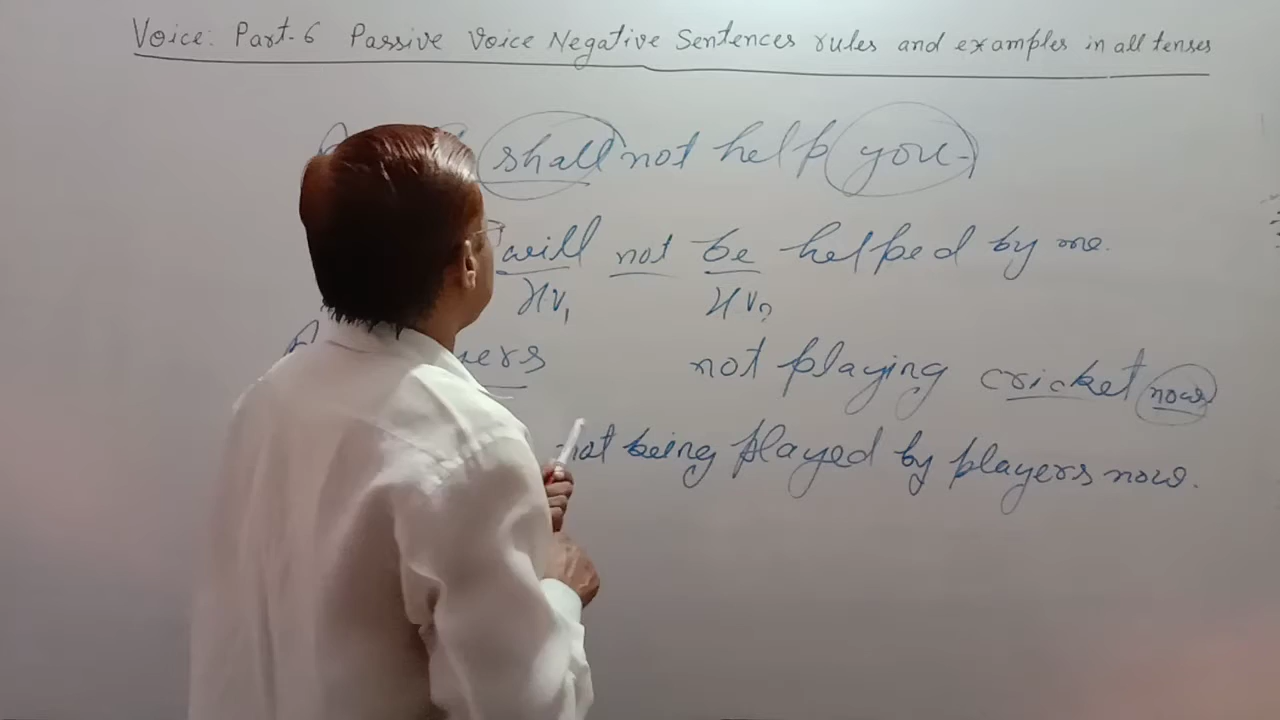 Voice: Part-6 Passive Voice Negative Sentences rules and examples in all tenses
shall not help you.
will not be helped by me.
HV1 HV2
not playing cricket now
not being played by players now.